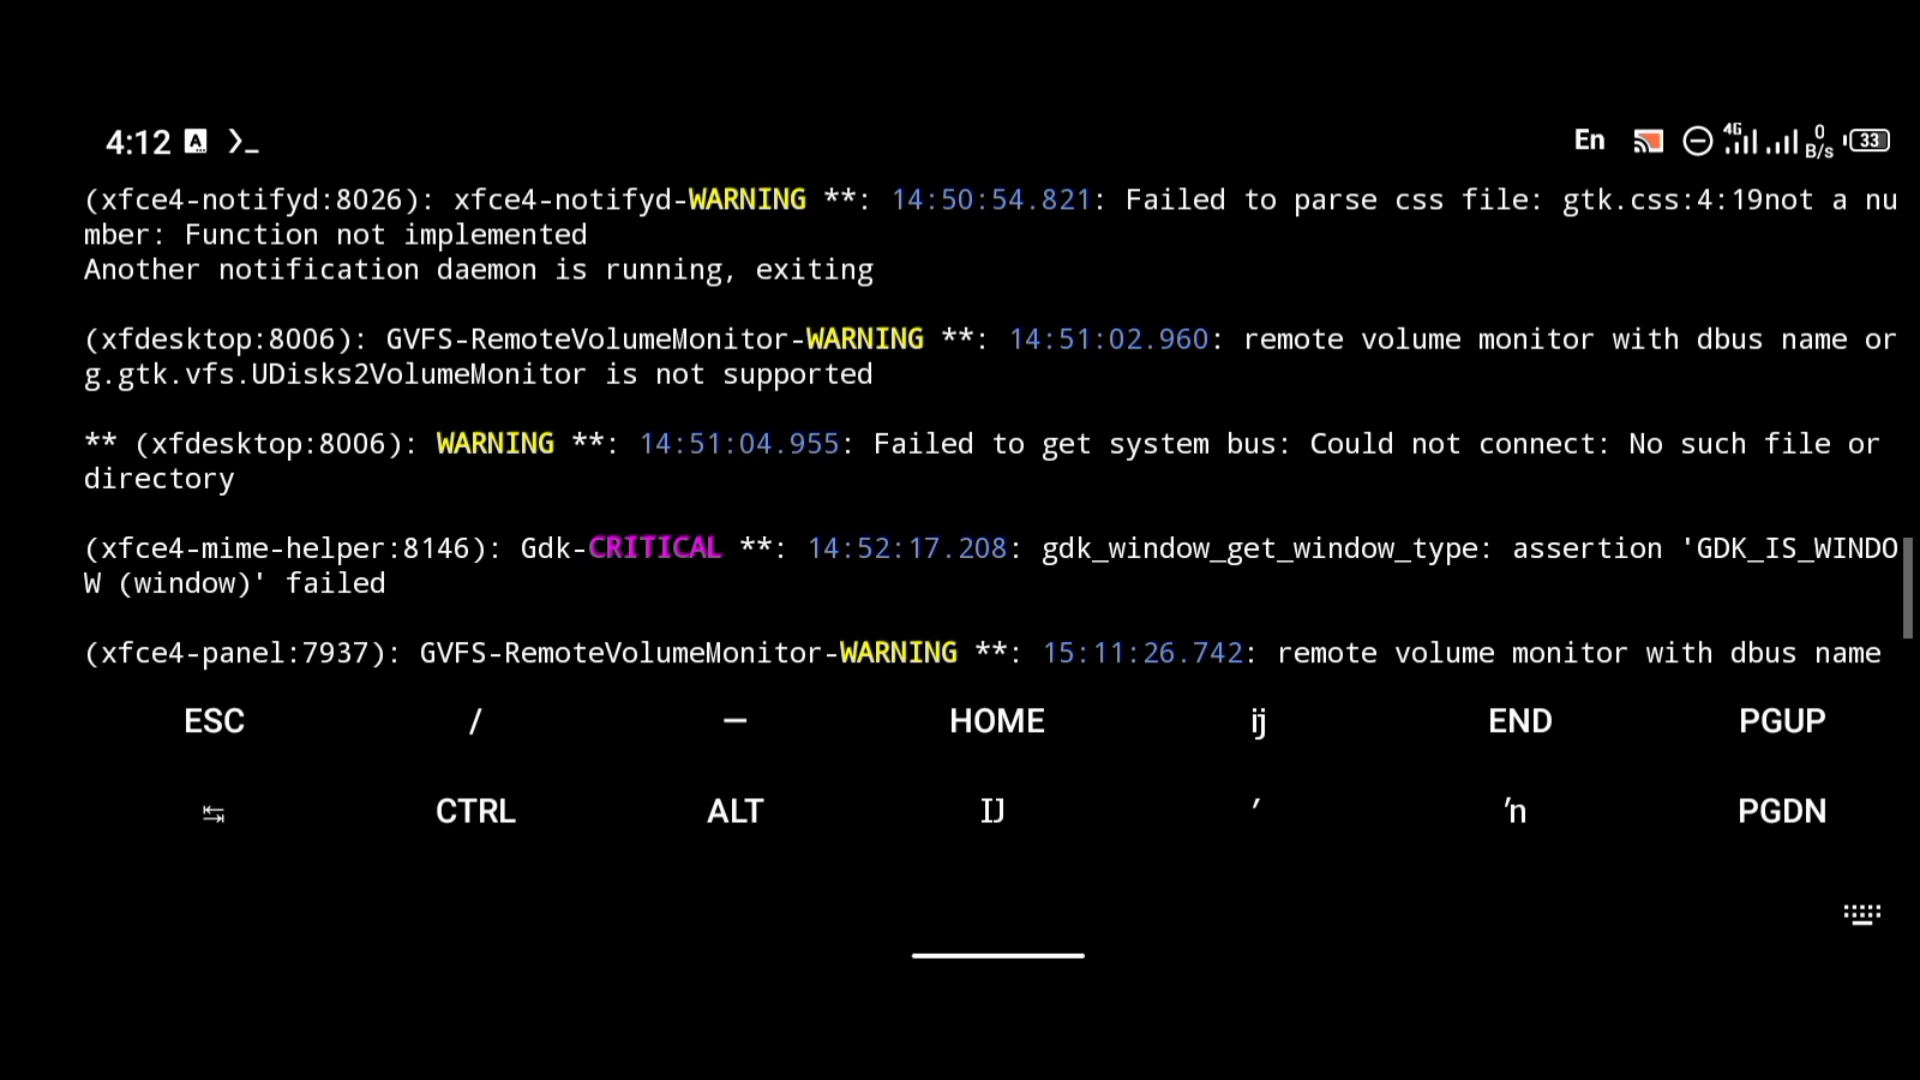 4:12 A >_ En 4G 0 B/s 33
(xfce4-notifyd:8026): xfce4-notifyd-WARNING **: 14:50:54.821: Failed to parse css file: gtk.css:4:19not a nu
mber: Function not implemented
Another notification daemon is running, exiting
(xfdesktop:8006): GVFS-RemoteVolumeMonitor-WARNING **: 14:51:02.960: remote volume monitor with dbus name or
g.gtk.vfs.UDisks2VolumeMonitor is not supported
** (xfdesktop:8006): WARNING **: 14:51:04.955: Failed to get system bus: Could not connect: No such file or
directory
(xfce4-mime-helper:8146): Gdk-CRITICAL **: 14:52:17.208: gdk_window_get_window_type: assertion 'GDK_IS_WINDO
W (window)' failed
(xfce4-panel:7937): GVFS-RemoteVolumeMonitor-WARNING **: 15:11:26.742: remote volume monitor with dbus name
ESC / — HOME ĳ END PGUP
↹ CTRL ALT Ĳ ′ ŉ PGDN